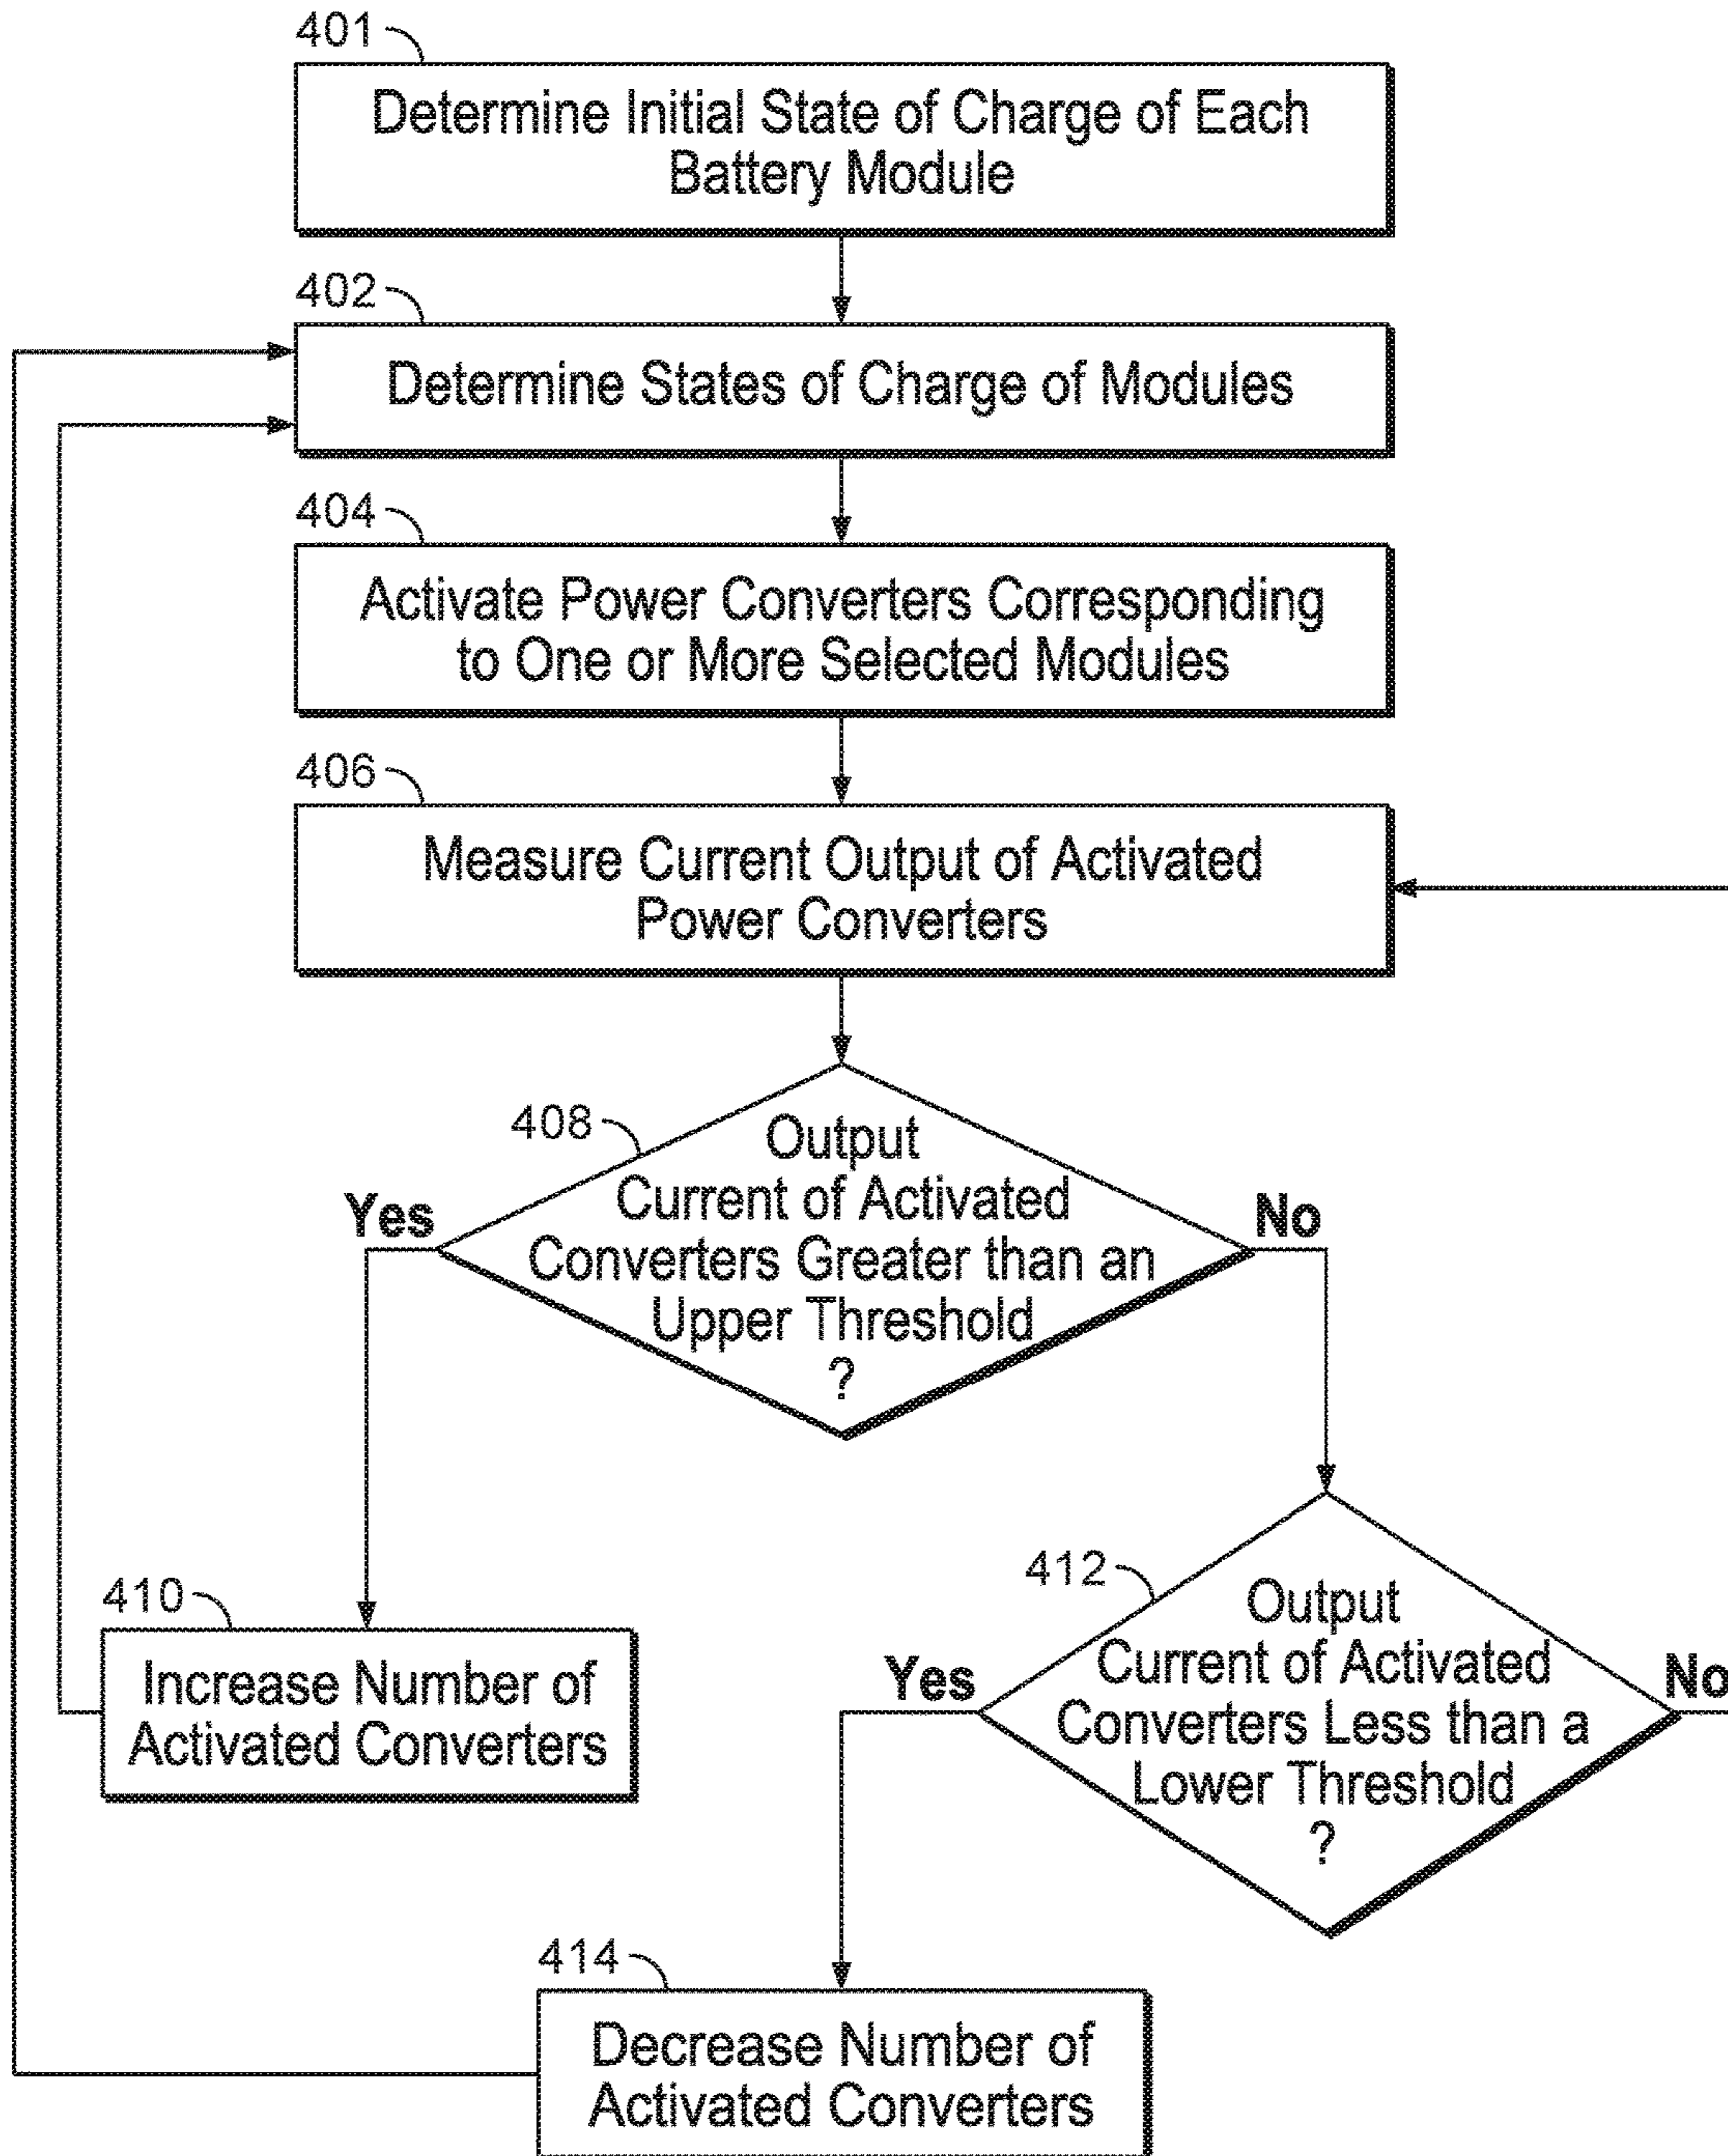 401
Determine Initial State of Charge of Each
Battery Module
402
Determine States of Charge of Modules
404
Activate Power Converters Corresponding
to One or More Selected Modules
406
Measure Current Output of Activated
Power Converters
408
Output
Current of Activated
Converters Greater than an
Upper Threshold
?
Yes
No
410
Increase Number of
Activated Converters
412
Output
Current of Activated
Converters Less than a
Lower Threshold
?
Yes
No
414
Decrease Number of
Activated Converters